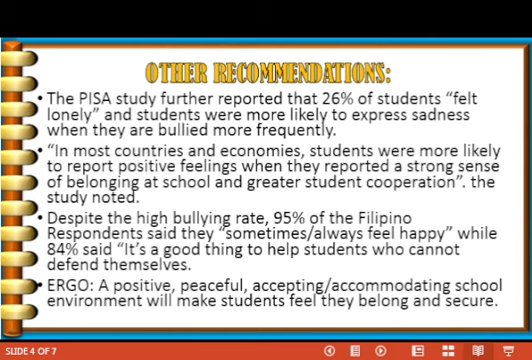 OTHER RECOMMENDATIONS:
• The PISA study further reported that 26% of students “felt
lonely” and students were more likely to express sadness
when they are bullied more frequently.
• “In most countries and economies, students were more likely
to report positive feelings when they reported a strong sense
of belonging at school and greater student cooperation”. the
study noted.
• Despite the high bullying rate, 95% of the Filipino
Respondents said they “sometimes/always feel happy” while
84% said “It’s a good thing to help students who cannot
defend themselves.
• ERGO: A positive, peaceful, accepting/accommodating school
environment will make students feel they belong and secure.
SLIDE 4 OF 7